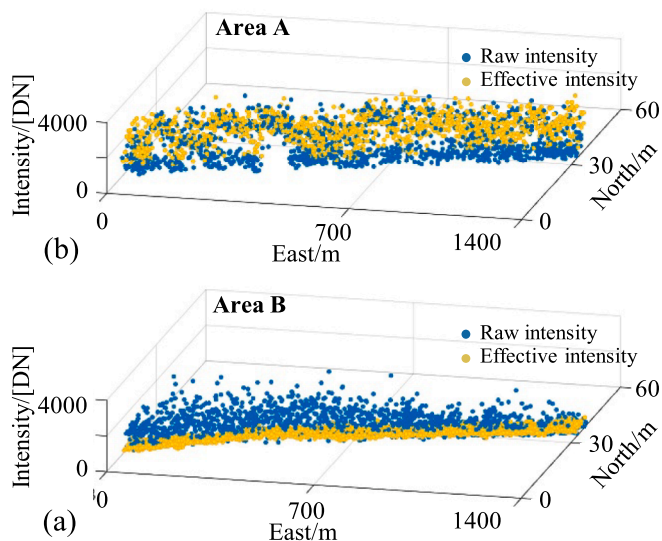 Area A
Raw intensity
Effective intensity
Intensity/[DN]
4000
0
0
700
1400
East/m
0
30
60
North/m
(b)
Area B
Raw intensity
Effective intensity
Intensity/[DN]
4000
0
0
700
1400
East/m
0
30
60
North/m
(a)